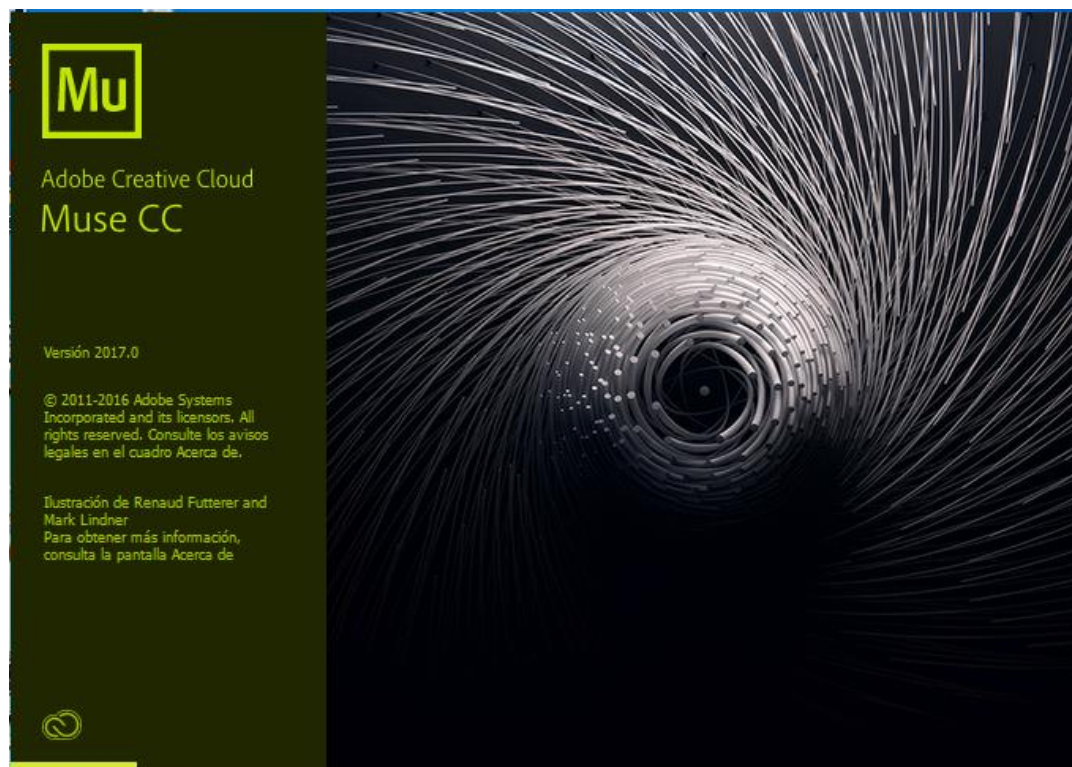 Mu
Adobe Creative Cloud
Muse CC
Versión 2017.0
© 2011-2016 Adobe Systems
Incorporated and its licensors. All
rights reserved. Consulte los avisos
legales en el cuadro Acerca de.
Ilustración de Renaud Futterer and
Mark Lindner
Para obtener más información,
consulta la pantalla Acerca de